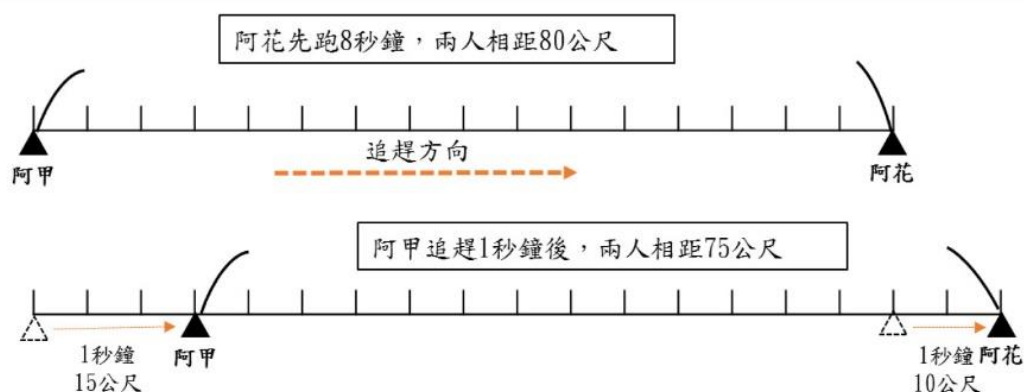 阿花先跑8秒鐘，兩人相距80公尺
阿甲
追趕方向
阿花
阿甲追趕1秒鐘後，兩人相距75公尺
1秒鐘
15公尺
阿甲
1秒鐘
10公尺
阿花